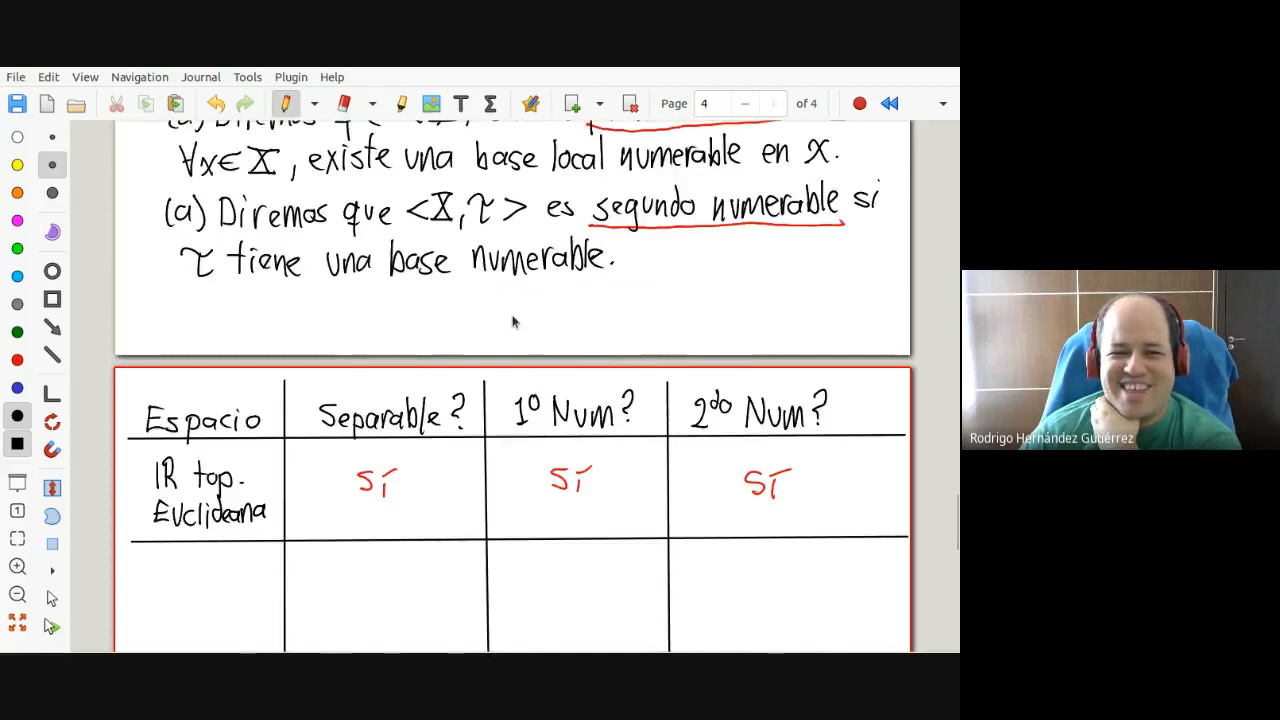 File Edit View Navigation Journal Tools Plugin Help
Page 4 of 4
∀x∈X, existe una base local numerable en x.
(a) Diremos que <X,τ> es segundo numerable si
τ tiene una base numerable.
Espacio Separable? 1º Num? 2do Num?
IR top. Euclideana SÍ SÍ SÍ
Rodrigo Hernández Gutiérrez